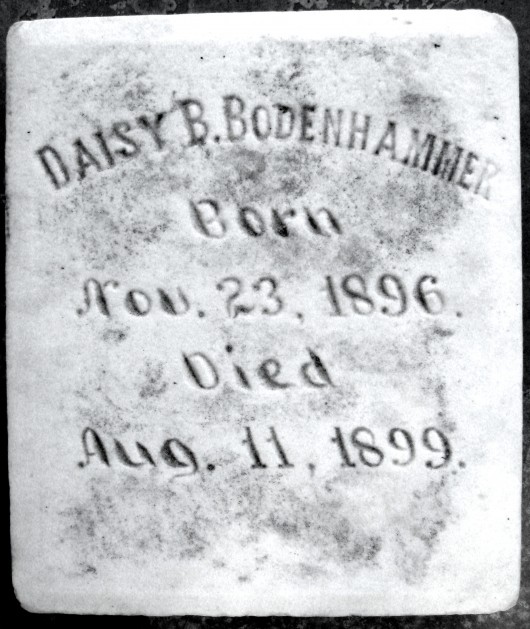 DAISY B. BODENHAMMER
Born
Nov. 23, 1896.
Died
Aug. 11, 1899.